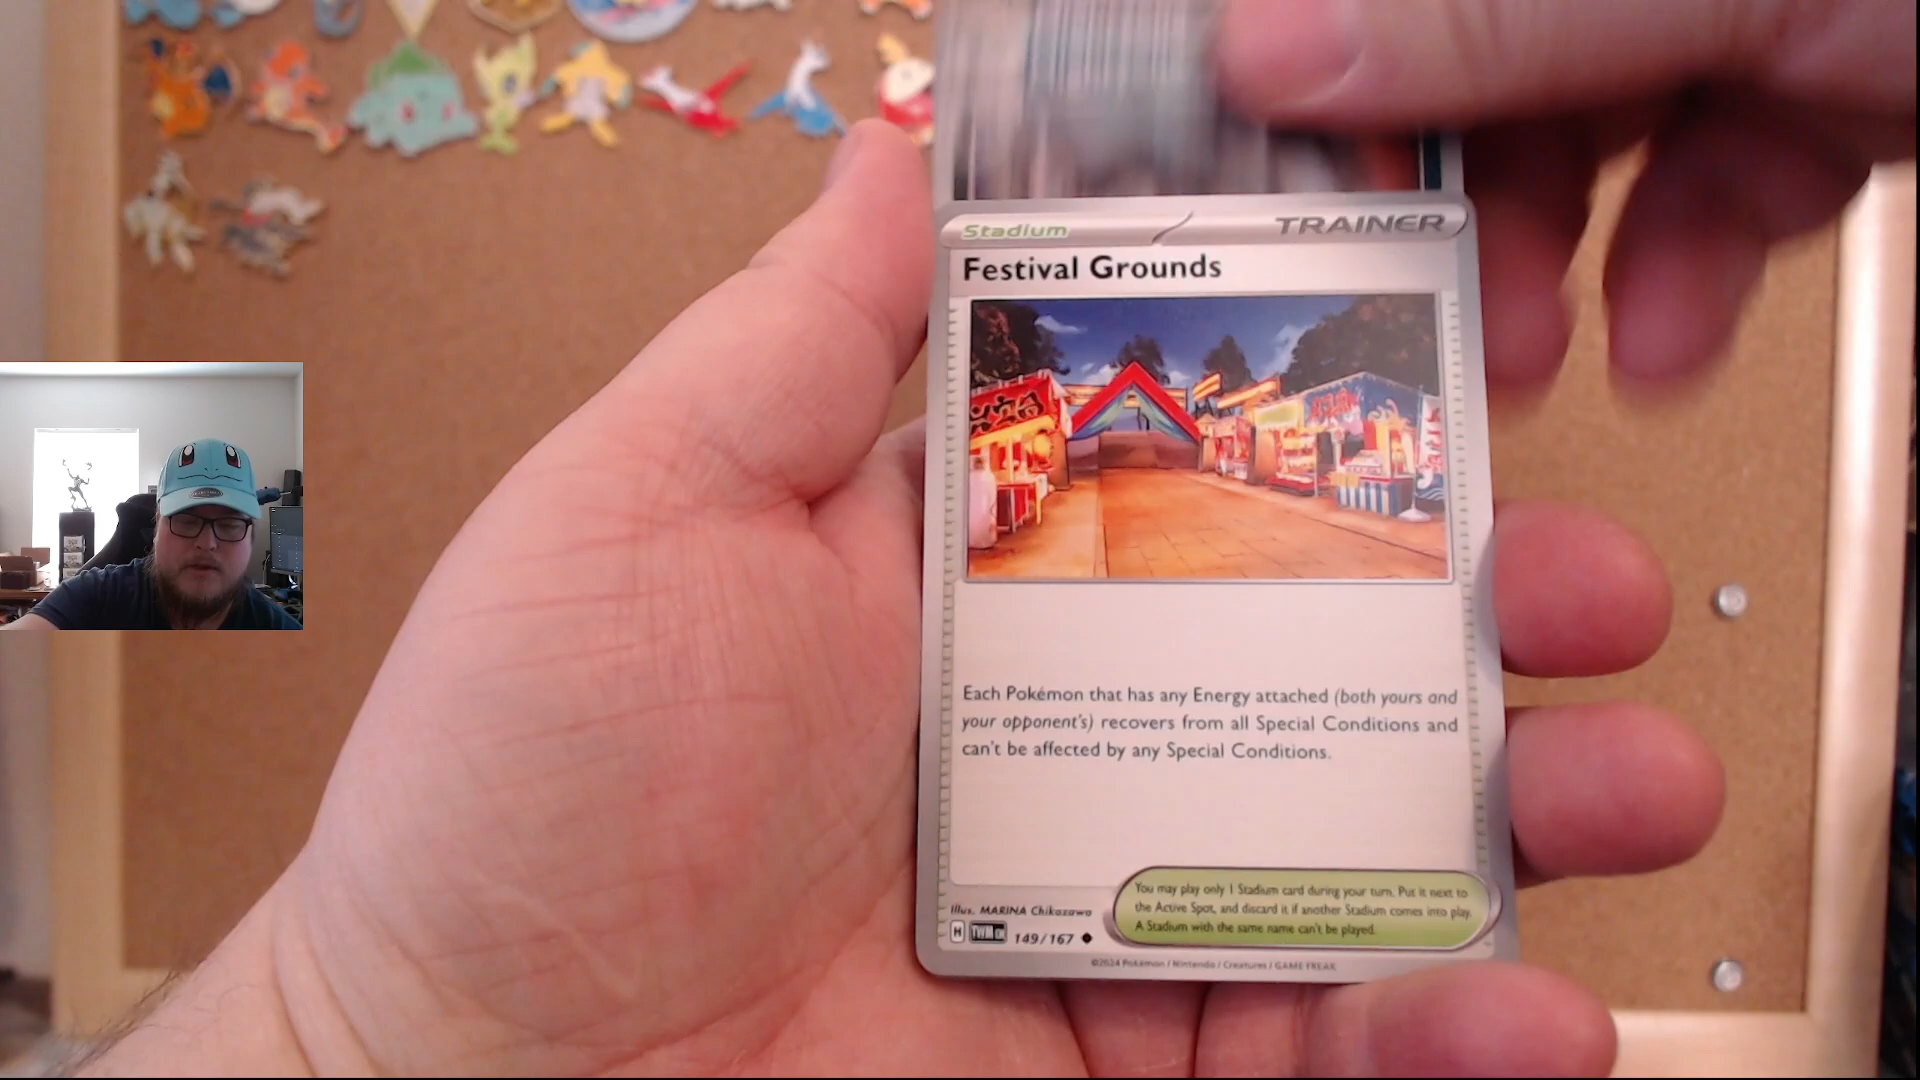 Stadium
TRAINER
Festival Grounds
Each Pokémon that has any Energy attached (both yours and
your opponent's) recovers from all Special Conditions and
can't be affected by any Special Conditions.
You may play only 1 Stadium card during your turn. Put it next to
the Active Spot, and discard it if another Stadium comes into play.
A Stadium with the same name can't be played.
Illus. MARINA Chikazawa
H TWM EN 149/167
©2024 Pokémon / Nintendo / Creatures / GAME FREAK